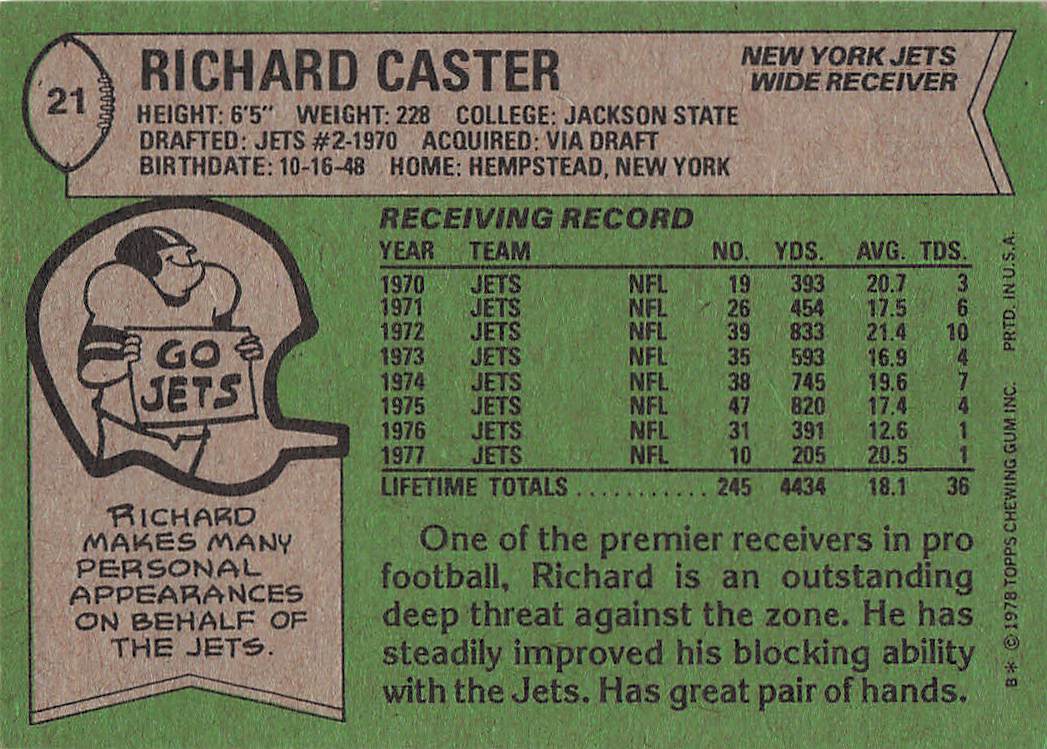 21
RICHARD CASTER
NEW YORK JETS
WIDE RECEIVER
HEIGHT: 6'5" WEIGHT: 228 COLLEGE: JACKSON STATE
DRAFTED: JETS #2-1970 ACQUIRED: VIA DRAFT
BIRTHDATE: 10-16-48 HOME: HEMPSTEAD, NEW YORK
GO
JETS
RICHARD
MAKES MANY
PERSONAL
APPEARANCES
ON BEHALF OF
THE JETS.
RECEIVING RECORD
YEAR TEAM NO. YDS. AVG. TDS.
1970 JETS NFL 19 393 20.7 3
1971 JETS NFL 26 454 17.5 6
1972 JETS NFL 39 833 21.4 10
1973 JETS NFL 35 593 16.9 4
1974 JETS NFL 38 745 19.6 7
1975 JETS NFL 47 820 17.4 4
1976 JETS NFL 31 391 12.6 1
1977 JETS NFL 10 205 20.5 1
LIFETIME TOTALS ........... 245 4434 18.1 36
One of the premier receivers in pro
football, Richard is an outstanding
deep threat against the zone. He has
steadily improved his blocking ability
with the Jets. Has great pair of hands.
B* © 1978 TOPPS CHEWING GUM INC. PRTD. IN U.S.A.